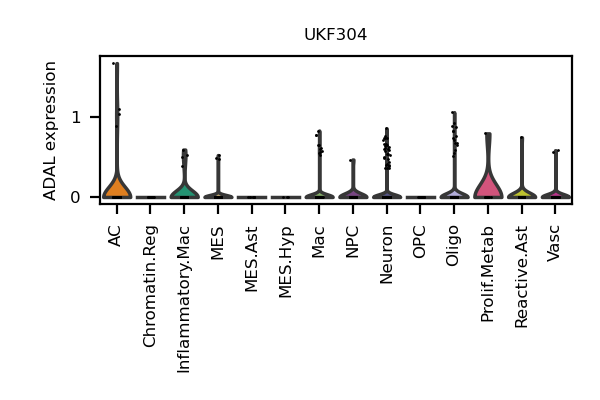 UKF304
ADAL expression
1
0
AC
Chromatin.Reg
Inflammatory.Mac
MES
MES.Ast
MES.Hyp
Mac
NPC
Neuron
OPC
Oligo
Prolif.Metab
Reactive.Ast
Vasc